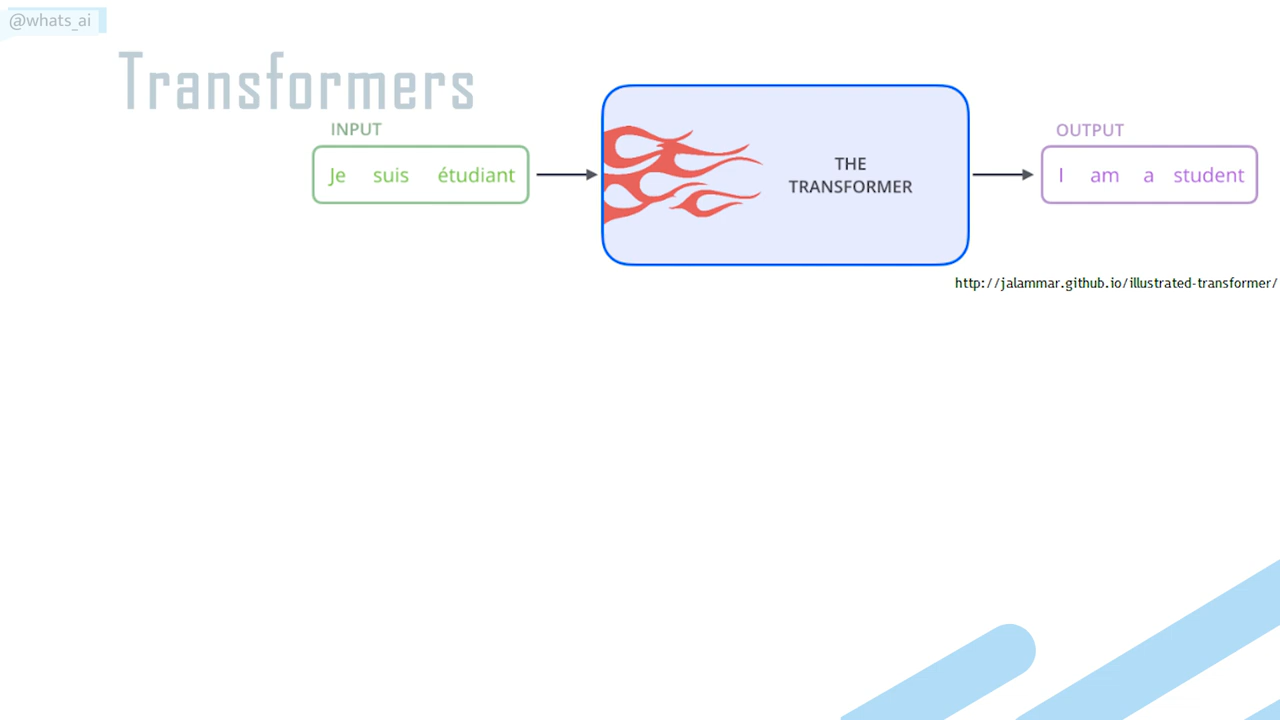 @whats_ai
Transformers
INPUT
Je suis étudiant
THE
TRANSFORMER
OUTPUT
I am a student
http://jalammar.github.io/illustrated-transformer/